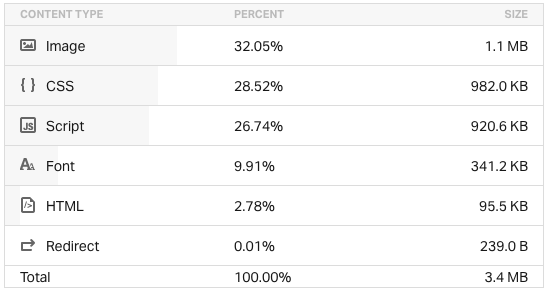 CONTENT TYPE PERCENT SIZE
Image 32.05% 1.1 MB
{ } CSS 28.52% 982.0 KB
JS Script 26.74% 920.6 KB
AA Font 9.91% 341.2 KB
</> HTML 2.78% 95.5 KB
Redirect 0.01% 239.0 B
Total 100.00% 3.4 MB